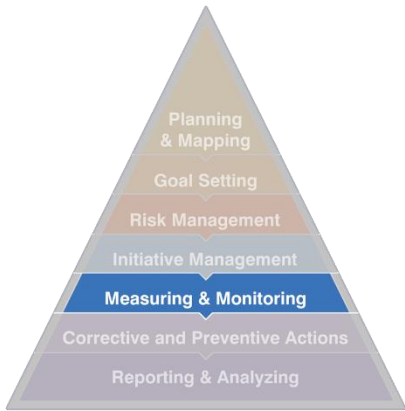 Planning
& Mapping
Goal Setting
Risk Management
Initiative Management
Measuring & Monitoring
Corrective and Preventive Actions
Reporting & Analyzing